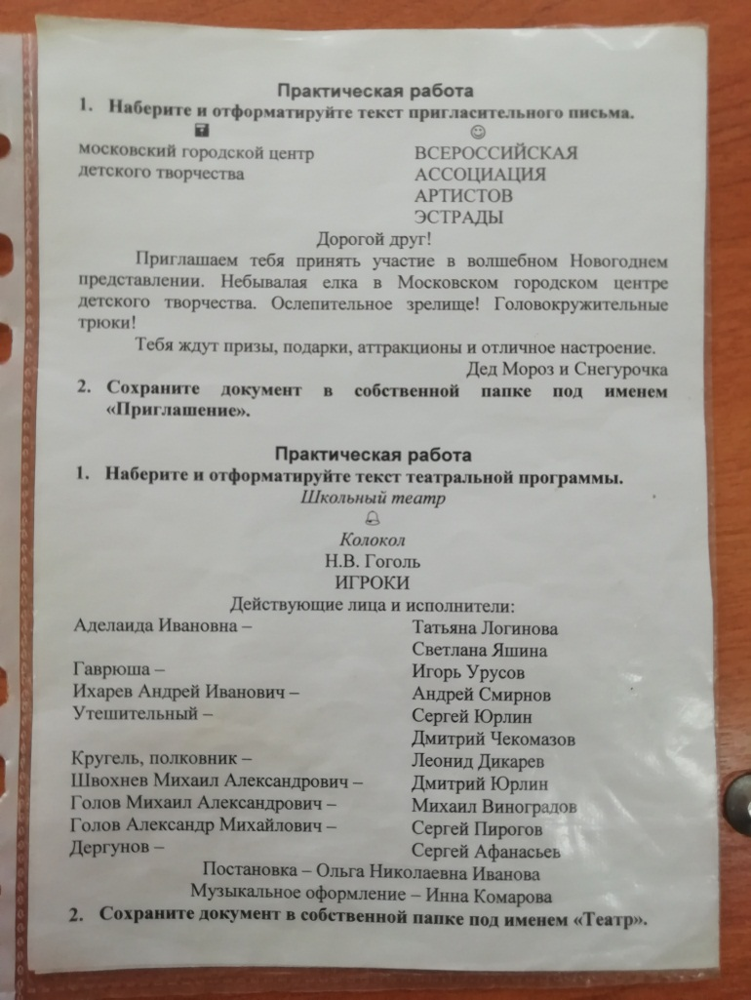 Практическая работа
1. Наберите и отформатируйте текст пригласительного письма.
московский городской центр ВСЕРОССИЙСКАЯ
детского творчества АССОЦИАЦИЯ
АРТИСТОВ
ЭСТРАДЫ
Дорогой друг!
Приглашаем тебя принять участие в волшебном Новогоднем
представлении. Небывалая елка в Московском городском центре
детского творчества. Ослепительное зрелище! Головокружительные
трюки!
Тебя ждут призы, подарки, аттракционы и отличное настроение.
Дед Мороз и Снегурочка
2. Сохраните документ в собственной папке под именем
«Приглашение».
Практическая работа
1. Наберите и отформатируйте текст театральной программы.
Школьный театр
Колокол
Н.В. Гоголь
ИГРОКИ
Действующие лица и исполнители:
Аделаида Ивановна – Татьяна Логинова
Светлана Яшина
Гаврюша – Игорь Урусов
Ихарев Андрей Иванович – Андрей Смирнов
Утешительный – Сергей Юрлин
Дмитрий Чекомазов
Кругель, полковник – Леонид Дикарев
Швохнев Михаил Александрович – Дмитрий Юрлин
Голов Михаил Александрович – Михаил Виноградов
Голов Александр Михайлович – Сергей Пирогов
Дергунов – Сергей Афанасьев
Постановка – Ольга Николаевна Иванова
Музыкальное оформление – Инна Комарова
2. Сохраните документ в собственной папке под именем «Театр».